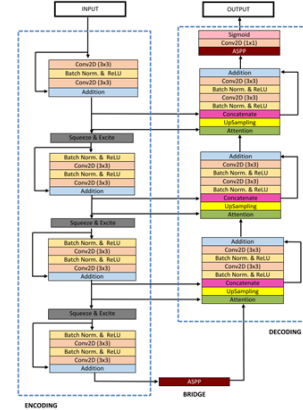 INPUT
Conv2D (3x3)
Batch Norm. & ReLU
Conv2D (3x3)
Addition
Squeeze & Excite
Batch Norm. & ReLU
Conv2D (3x3)
Batch Norm. & ReLU
Conv2D (3x3)
Addition
Squeeze & Excite
Batch Norm. & ReLU
Conv2D (3x3)
Batch Norm. & ReLU
Conv2D (3x3)
Addition
Squeeze & Excite
Batch Norm. & ReLU
Conv2D (3x3)
Batch Norm. & ReLU
Conv2D (3x3)
Addition
ENCODING
ASPP
BRIDGE
OUTPUT
Sigmoid
Conv2D (1x1)
ASPP
Addition
Conv2D (3x3)
Batch Norm. & ReLU
Conv2D (3x3)
Batch Norm. & ReLU
Concatenate
UpSampling
Attention
Addition
Conv2D (3x3)
Batch Norm. & ReLU
Conv2D (3x3)
Batch Norm. & ReLU
Concatenate
UpSampling
Attention
Addition
Conv2D (3x3)
Batch Norm. & ReLU
Conv2D (3x3)
Batch Norm. & ReLU
Concatenate
UpSampling
Attention
DECODING